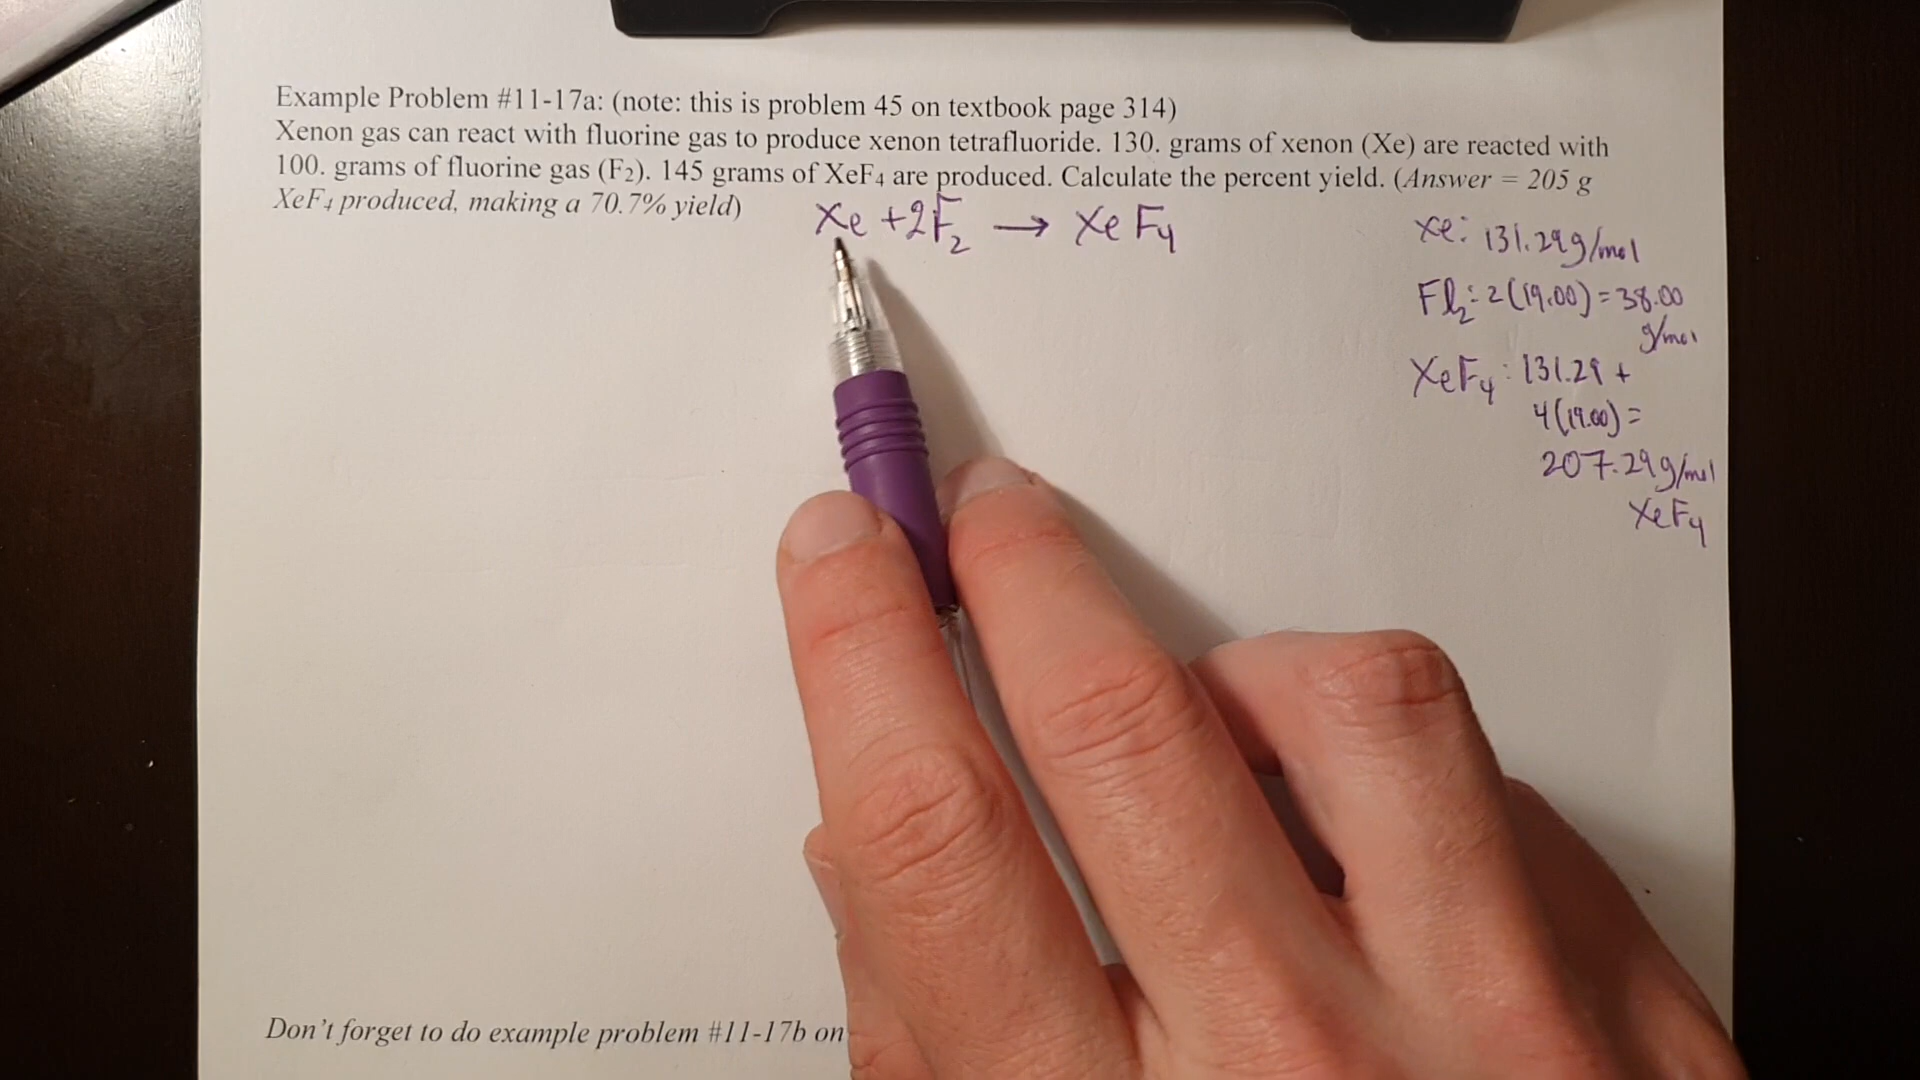 Example Problem #11-17a: (note: this is problem 45 on textbook page 314)
Xenon gas can react with fluorine gas to produce xenon tetrafluoride. 130. grams of xenon (Xe) are reacted with
100. grams of fluorine gas (F₂). 145 grams of XeF₄ are produced. Calculate the percent yield. (Answer = 205 g
XeF₄ produced, making a 70.7% yield)
Xe + 2F₂ → XeF₄
Xe: 131.29g/mol
Fl₂: 2(19.00) = 38.00
g/mol
XeF₄: 131.29 +
4(19.00) =
207.29g/mol
XeF₄
Don't forget to do example problem #11-17b on